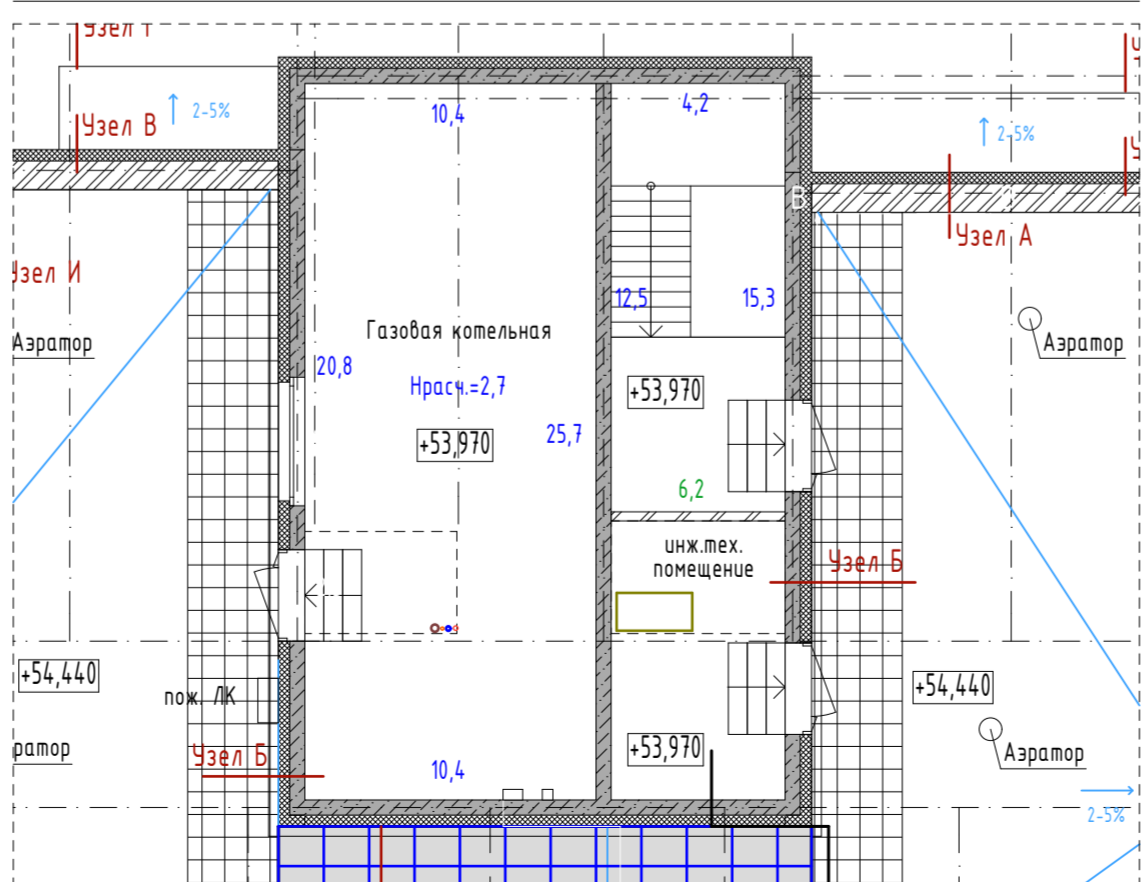 2-5%
Узел В
10,4
4,2
2-5%
В
Узел А
Узел И
Аэратор
Газовая котельная
20,8
Нрасч.=2,7
+53,970
25,7
12,5
15,3
+53,970
6,2
Аэратор
инж.тех.
помещение
Узел Б
+54,440
пож. ЛК
ратор
Узел Б
10,4
+53,970
+54,440
Аэратор
2-5%